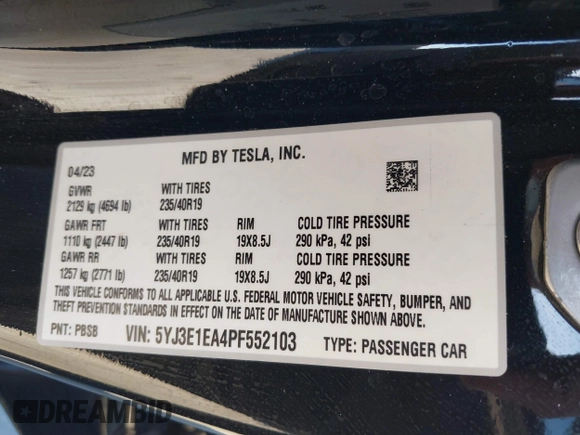 MFD BY TESLA, INC.
04/23
GVWR WITH TIRES
2129 kg (4694 lb) 235/40R19
GAWR FRT WITH TIRES RIM COLD TIRE PRESSURE
1110 kg (2447 lb) 235/40R19 19X8.5J 290 kPa, 42 psi
GAWR RR WITH TIRES RIM COLD TIRE PRESSURE
1257 kg (2771 lb) 235/40R19 19X8.5J 290 kPa, 42 psi
THIS VEHICLE CONFORMS TO ALL APPLICABLE U.S. FEDERAL MOTOR VEHICLE SAFETY, BUMPER, AND
THEFT PREVENTION STANDARDS IN EFFECT ON THE DATE OF MANUFACTURE SHOWN ABOVE.
PNT: PBSB VIN: 5YJ3E1EA4PF552103 TYPE: PASSENGER CAR
DREAMBID